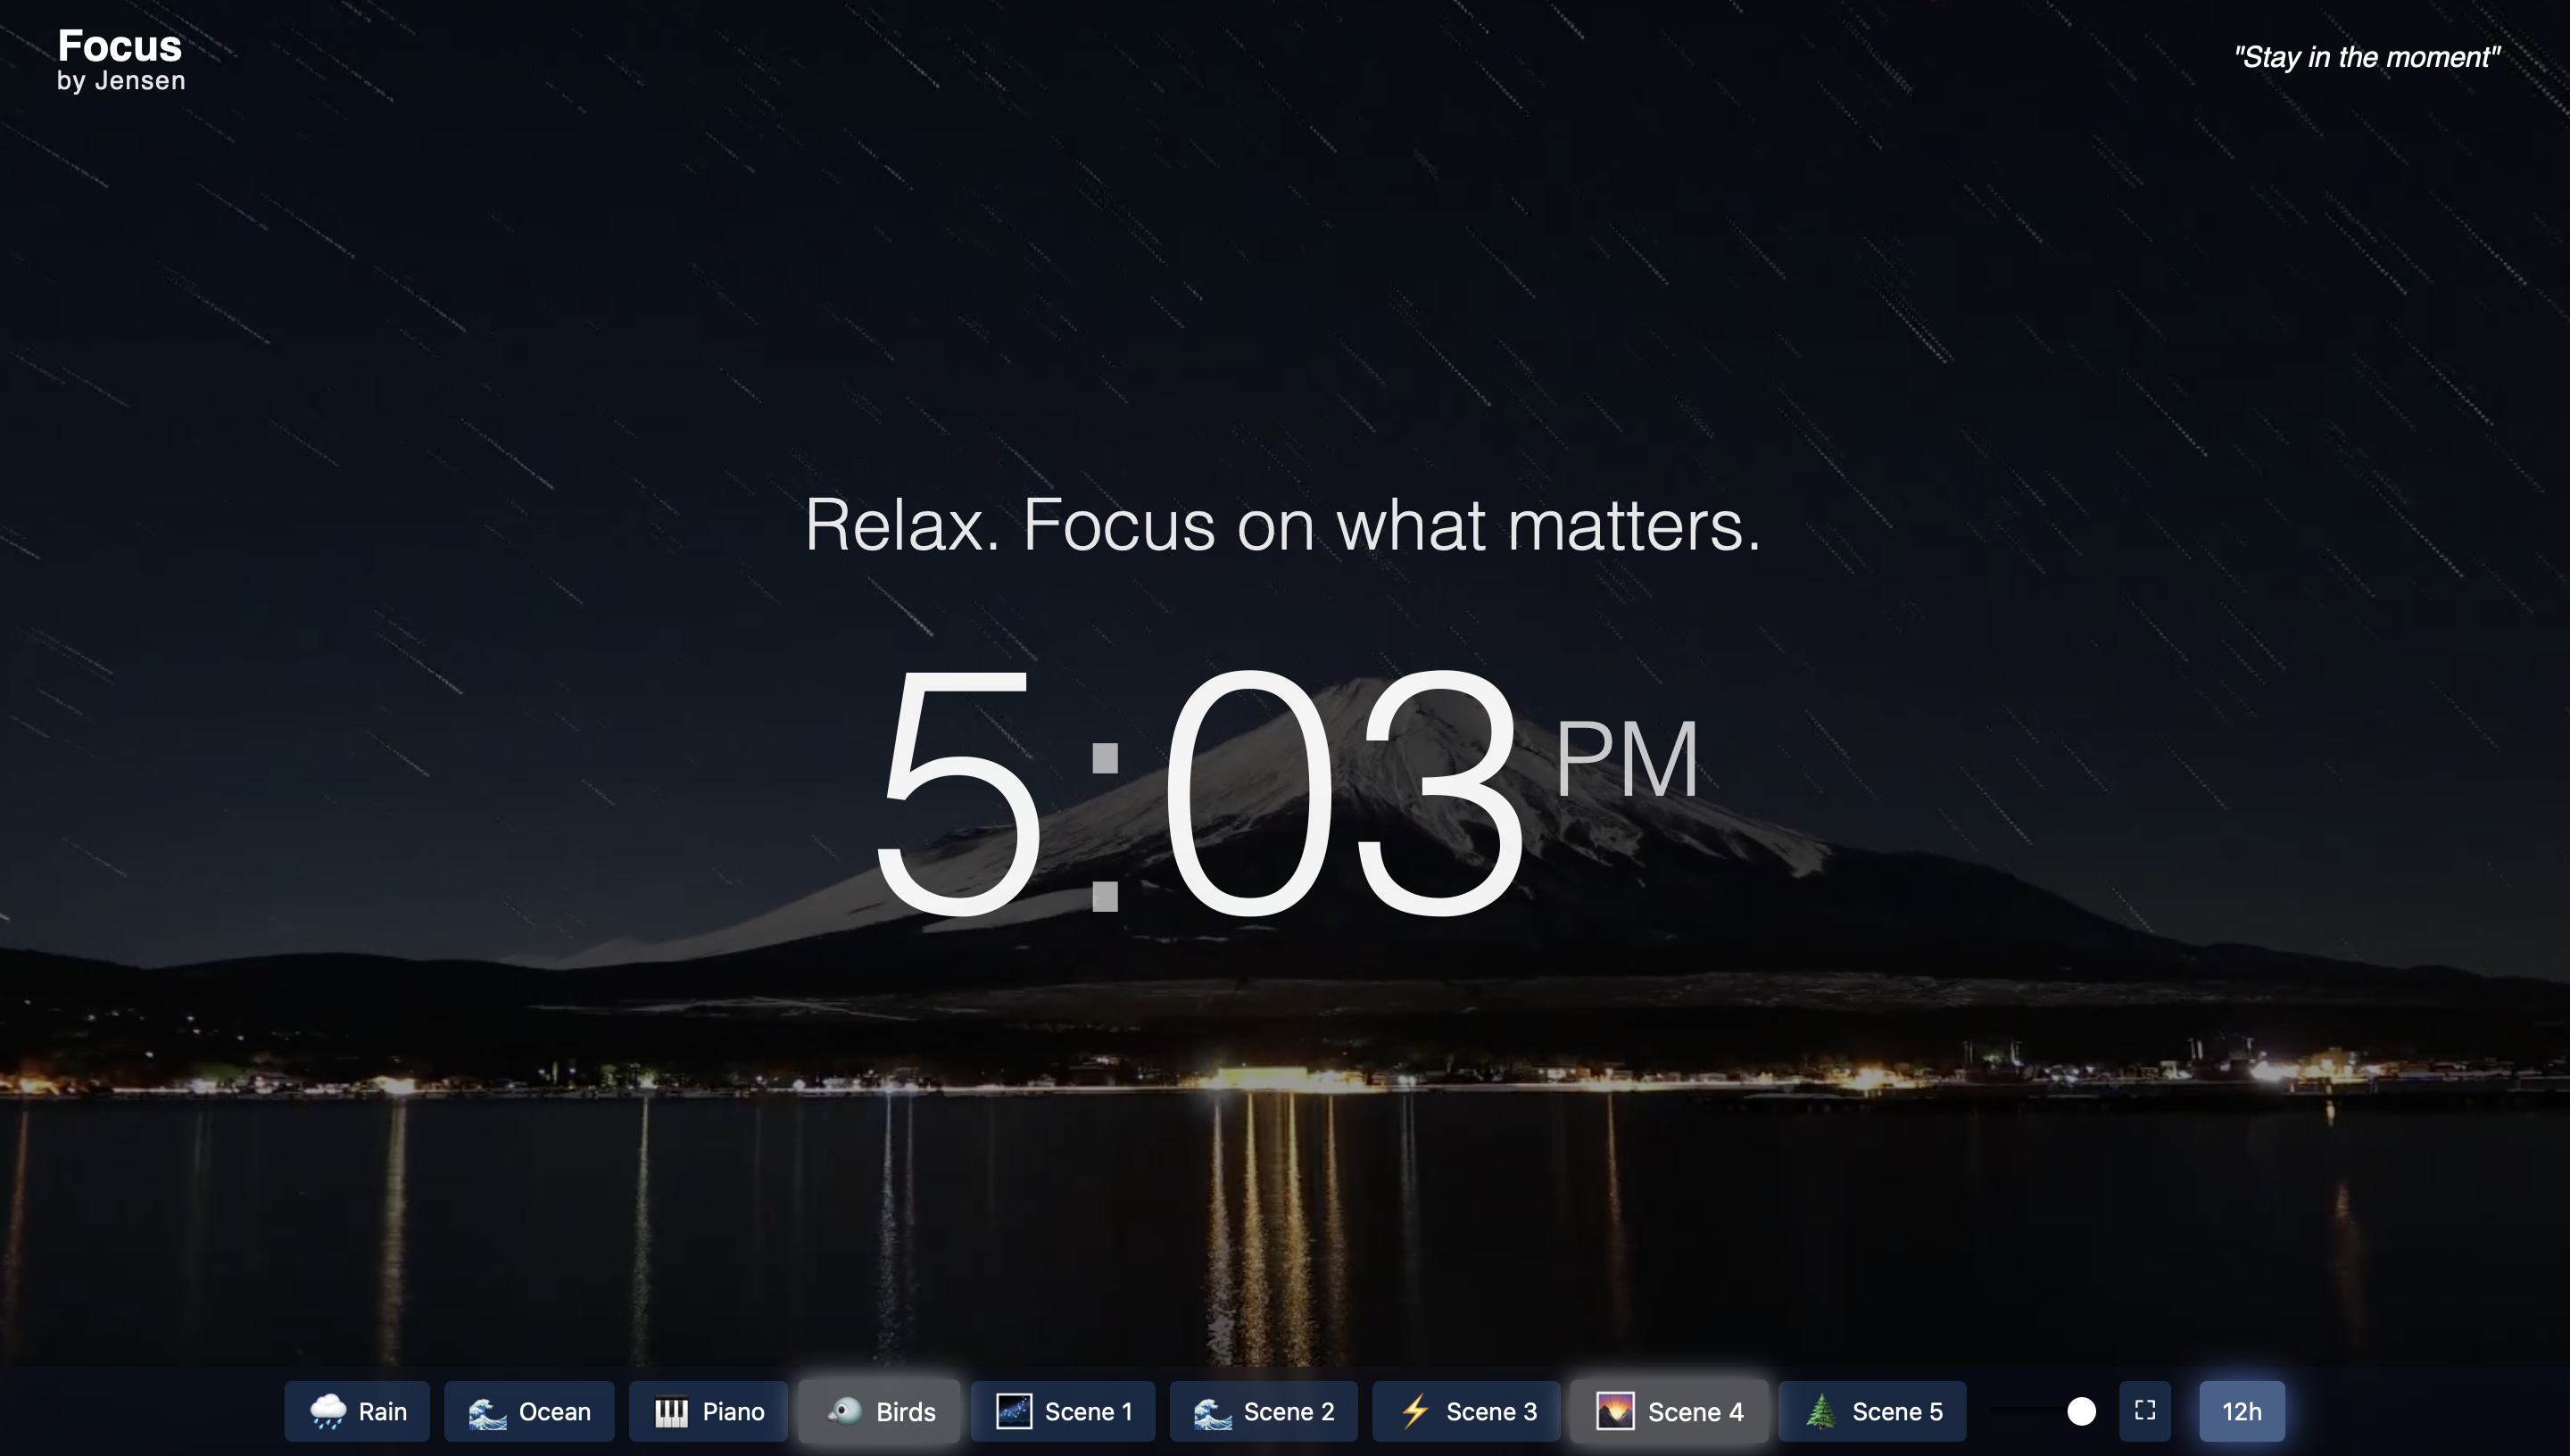 Focus
by Jensen
"Stay in the moment"
Relax. Focus on what matters.
5:03 PM
Rain
Ocean
Piano
Birds
Scene 1
Scene 2
Scene 3
Scene 4
Scene 5
12h